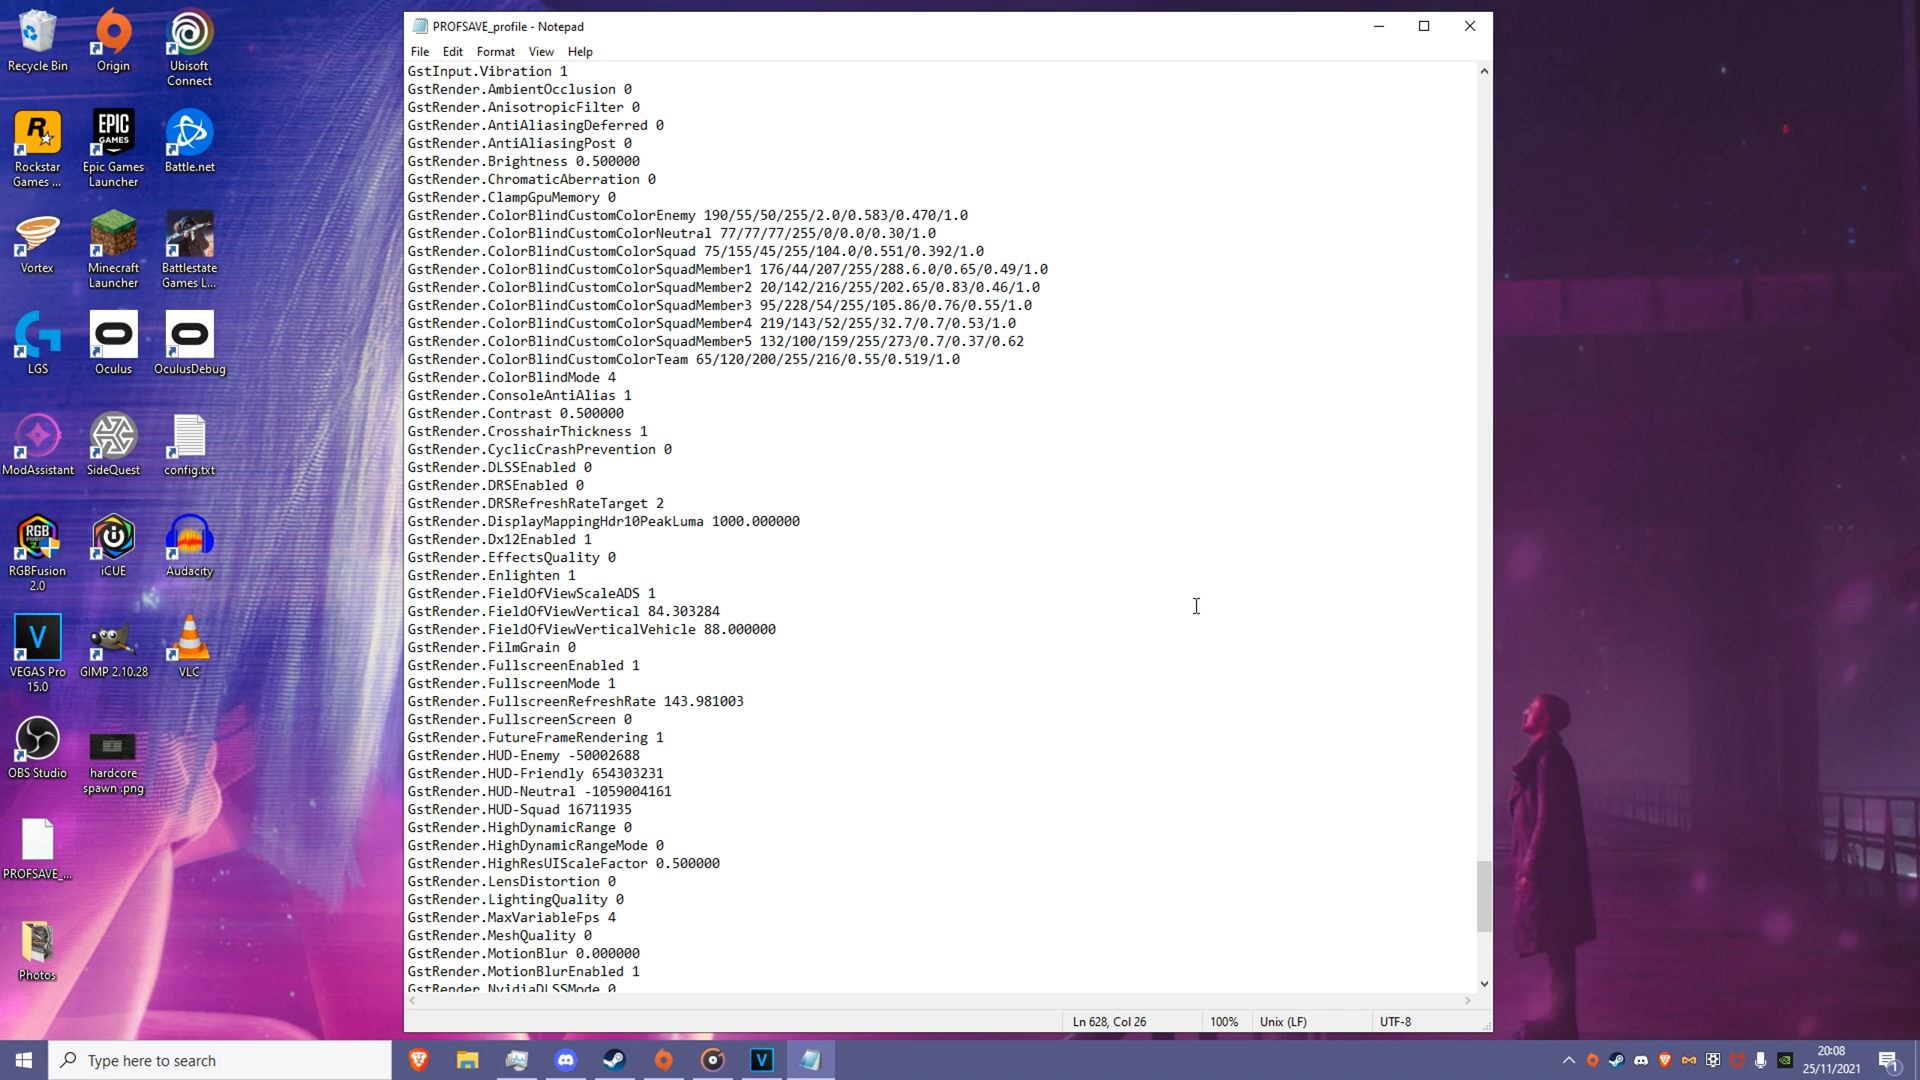 Recycle Bin
Origin
Ubisoft
Connect
Rockstar
Games ...
EPIC
GAMES
Epic Games
Launcher
Battle.net
Vortex
Minecraft
Launcher
Battlestate
Games L...
LGS
Oculus
OculusDebug
ModAssistant
SideQuest
config.txt
RGB
RGBFusion
2.0
iCUE
Audacity
V
VEGAS Pro
15.0
GIMP 2.10.28
VLC
OBS Studio
hardcore
spawn .png
PROFSAVE_...
Photos
PROFSAVE_profile - Notepad
File Edit Format View Help
GstInput.Vibration 1
GstRender.AmbientOcclusion 0
GstRender.AnisotropicFilter 0
GstRender.AntiAliasingDeferred 0
GstRender.AntiAliasingPost 0
GstRender.Brightness 0.500000
GstRender.ChromaticAberration 0
GstRender.ClampGpuMemory 0
GstRender.ColorBlindCustomColorEnemy 190/55/50/255/2.0/0.583/0.470/1.0
GstRender.ColorBlindCustomColorNeutral 77/77/77/255/0/0.0/0.30/1.0
GstRender.ColorBlindCustomColorSquad 75/155/45/255/104.0/0.551/0.392/1.0
GstRender.ColorBlindCustomColorSquadMember1 176/44/207/255/288.6.0/0.65/0.49/1.0
GstRender.ColorBlindCustomColorSquadMember2 20/142/216/255/202.65/0.83/0.46/1.0
GstRender.ColorBlindCustomColorSquadMember3 95/228/54/255/105.86/0.76/0.55/1.0
GstRender.ColorBlindCustomColorSquadMember4 219/143/52/255/32.7/0.7/0.53/1.0
GstRender.ColorBlindCustomColorSquadMember5 132/100/159/255/273/0.7/0.37/0.62
GstRender.ColorBlindCustomColorTeam 65/120/200/255/216/0.55/0.519/1.0
GstRender.ColorBlindMode 4
GstRender.ConsoleAntiAlias 1
GstRender.Contrast 0.500000
GstRender.CrosshairThickness 1
GstRender.CyclicCrashPrevention 0
GstRender.DLSSEnabled 0
GstRender.DRSEnabled 0
GstRender.DRSRefreshRateTarget 2
GstRender.DisplayMappingHdr10PeakLuma 1000.000000
GstRender.Dx12Enabled 1
GstRender.EffectsQuality 0
GstRender.Enlighten 1
GstRender.FieldOfViewScaleADS 1
GstRender.FieldOfViewVertical 84.303284
GstRender.FieldOfViewVerticalVehicle 88.000000
GstRender.FilmGrain 0
GstRender.FullscreenEnabled 1
GstRender.FullscreenMode 1
GstRender.FullscreenRefreshRate 143.981003
GstRender.FullscreenScreen 0
GstRender.FutureFrameRendering 1
GstRender.HUD-Enemy -50002688
GstRender.HUD-Friendly 654303231
GstRender.HUD-Neutral -1059004161
GstRender.HUD-Squad 16711935
GstRender.HighDynamicRange 0
GstRender.HighDynamicRangeMode 0
GstRender.HighResUIScaleFactor 0.500000
GstRender.LensDistortion 0
GstRender.LightingQuality 0
GstRender.MaxVariableFps 4
GstRender.MeshQuality 0
GstRender.MotionBlur 0.000000
GstRender.MotionBlurEnabled 1
GstRender.NvidiaDLSSMode 0
Ln 628, Col 26
100%
Unix (LF)
UTF-8
Type here to search
V
20:08
25/11/2021
1